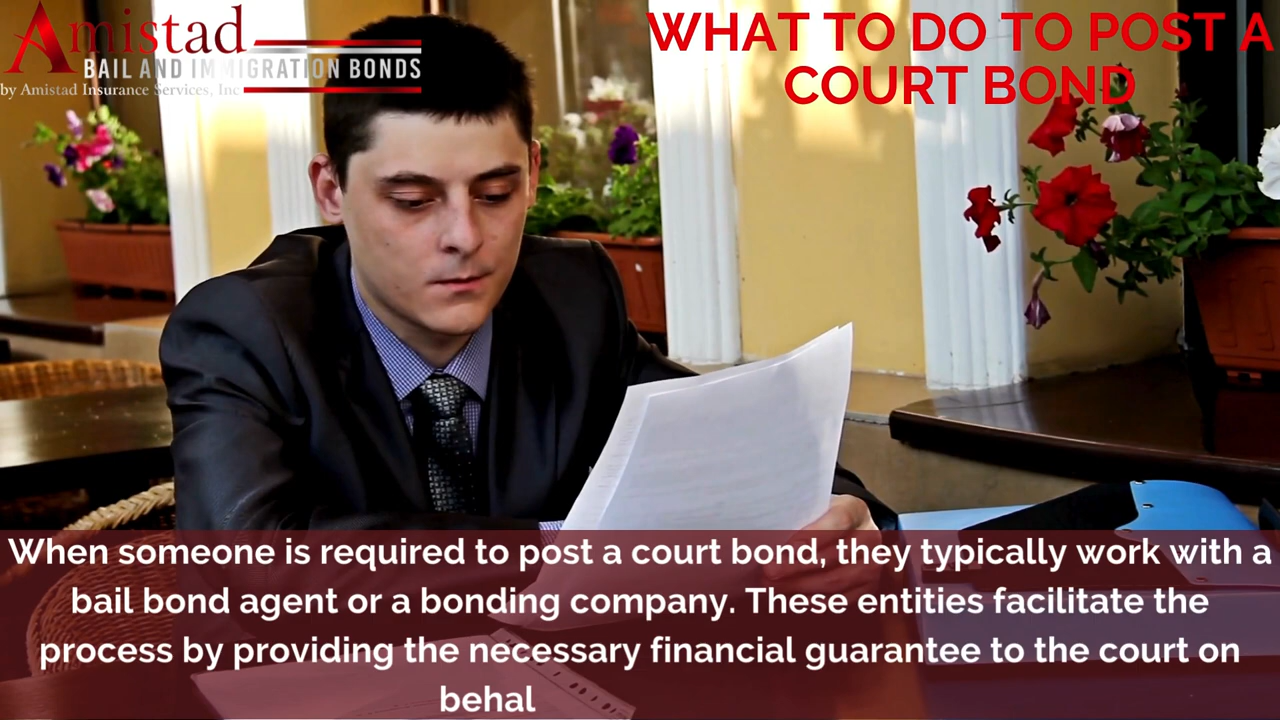 Amistad
BAIL AND IMMIGRATION BONDS
by Amistad Insurance Services, Inc
WHAT TO DO TO POST A
COURT BOND
When someone is required to post a court bond, they typically work with a
bail bond agent or a bonding company. These entities facilitate the
process by providing the necessary financial guarantee to the court on
behal